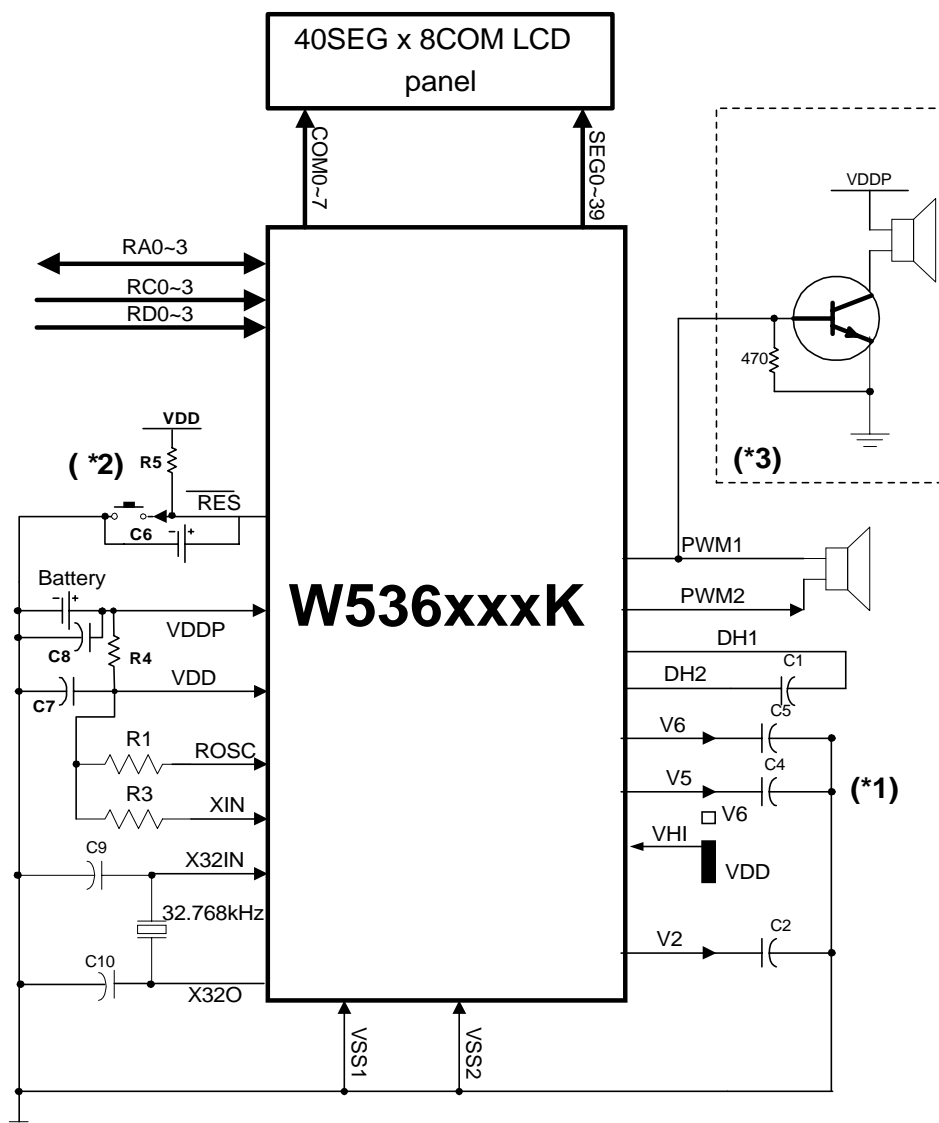 40SEG x 8COM LCD
panel
COM0~7
SEG0~39
VDDP
RA0~3
RC0~3
RD0~3
470
VDD
( *2)
R5
(*3)
RES
C6
PWM1
Battery
W536xxxK
PWM2
VDDP
C8
R4
DH1
C1
VDD
DH2
C7
C5
V6
R1
ROSC
C4
V5
(*1)
R3
XIN
V6
VHI
C9
X32IN
VDD
32.768kHz
C2
V2
C10
X32O
VSS1
VSS2